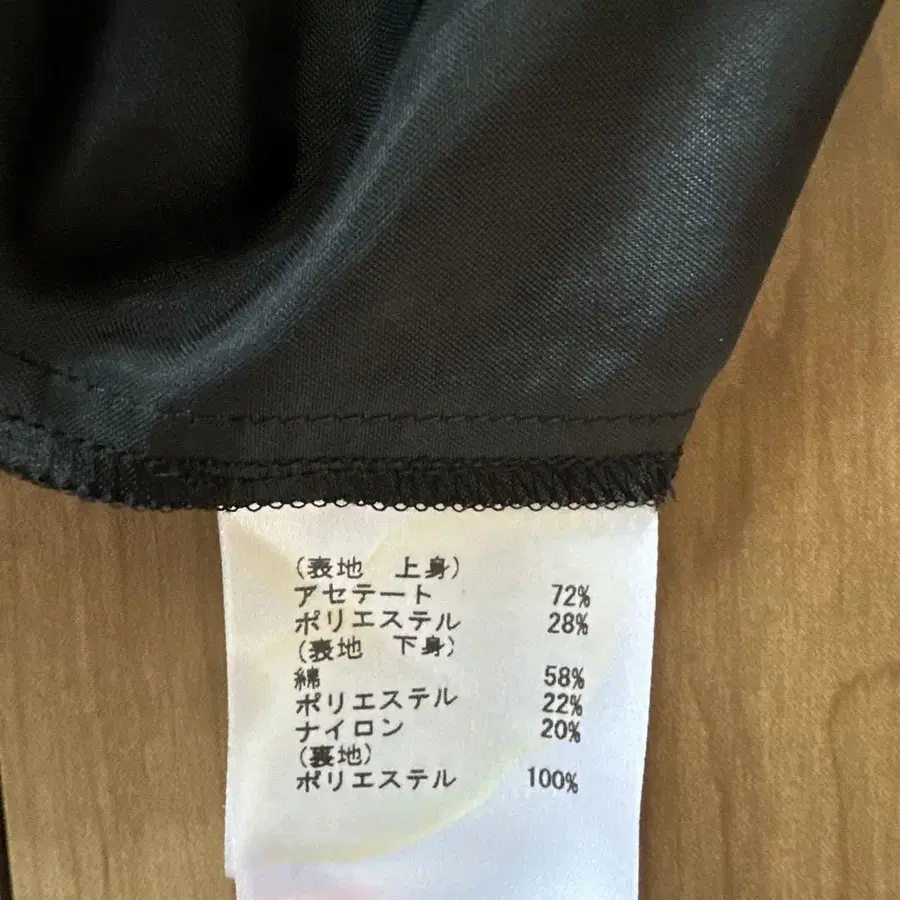 (表地　上身)
アセテート 72%
ポリエステル 28%
(表地　下身)
綿 58%
ポリエステル 22%
ナイロン 20%
(裏地)
ポリエステル 100%